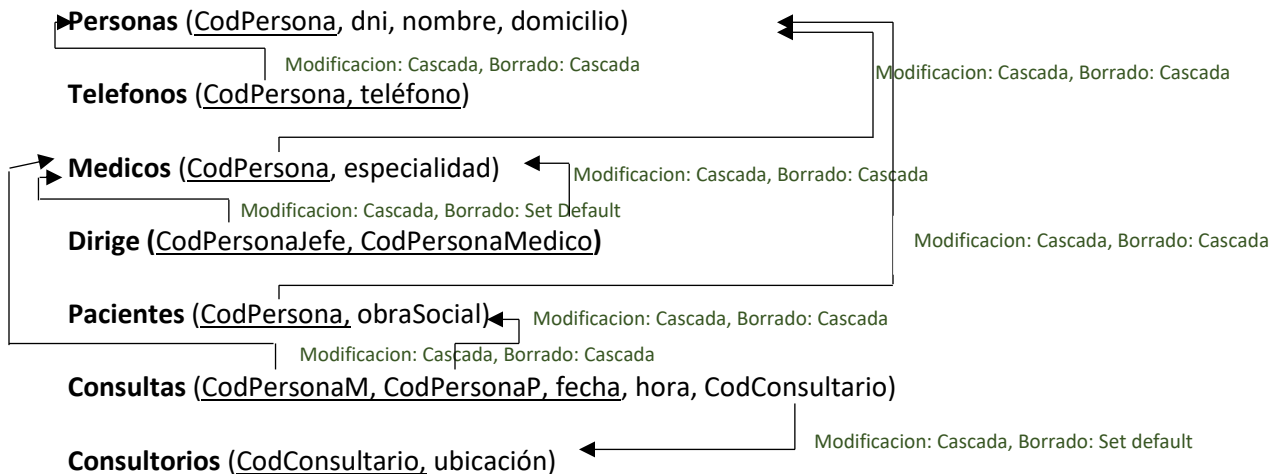 Personas (CodPersona, dni, nombre, domicilio)
Modificacion: Cascada, Borrado: Cascada
Modificacion: Cascada, Borrado: Cascada
Telefonos (CodPersona, teléfono)
Medicos (CodPersona, especialidad)
Modificacion: Cascada, Borrado: Cascada
Modificacion: Cascada, Borrado: Set Default
Dirige (CodPersonaJefe, CodPersonaMedico)
Modificacion: Cascada, Borrado: Cascada
Pacientes (CodPersona, obraSocial)
Modificacion: Cascada, Borrado: Cascada
Modificacion: Cascada, Borrado: Cascada
Consultas (CodPersonaM, CodPersonaP, fecha, hora, CodConsultario)
Modificacion: Cascada, Borrado: Set default
Consultorios (CodConsultario, ubicación)